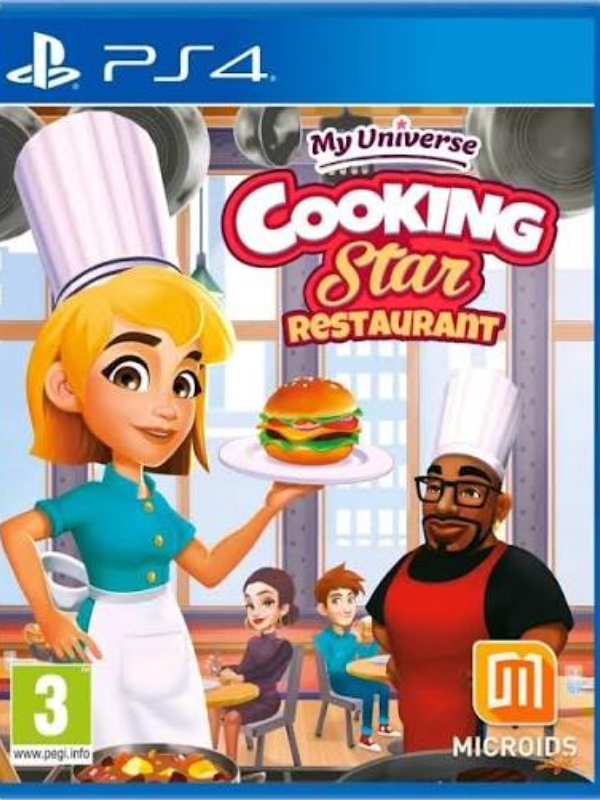 PS4
My Universe
COOKING
Star
RESTAURANT
3
www.pegi.info
MICROIDS